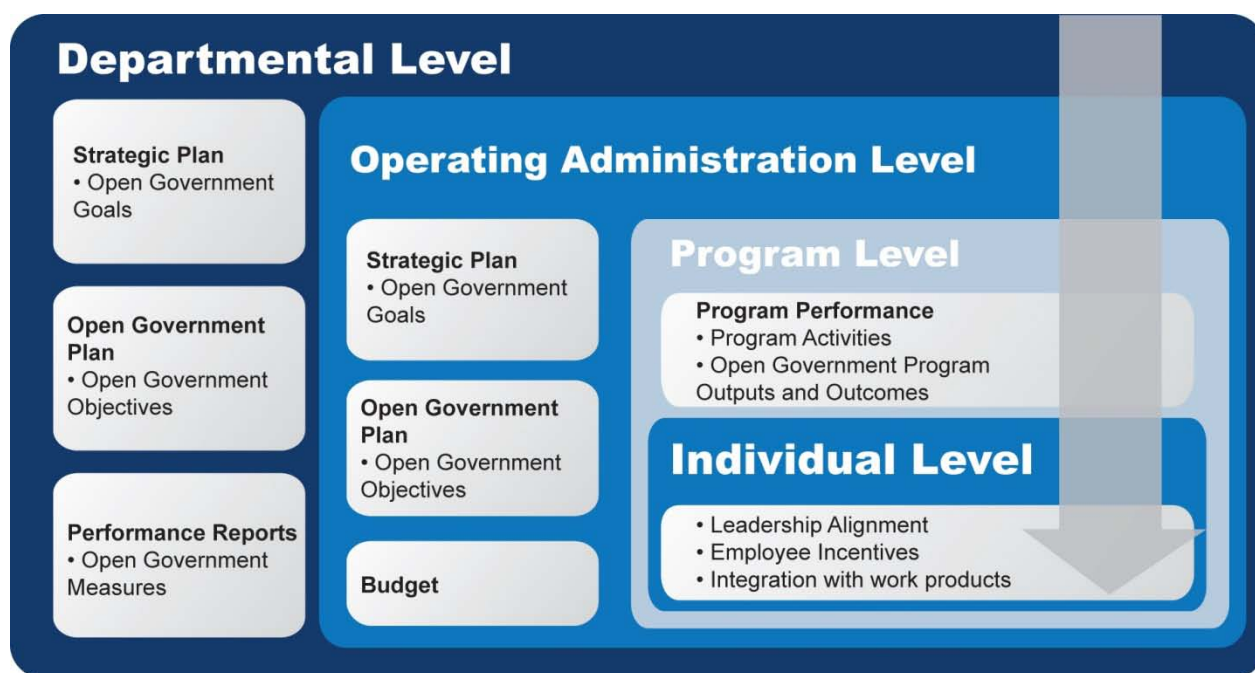 Departmental Level
Strategic Plan
• Open Government
Goals
Open Government
Plan
• Open Government
Objectives
Performance Reports
• Open Government
Measures
Operating Administration Level
Strategic Plan
• Open Government
Goals
Open Government
Plan
• Open Government
Objectives
Budget
Program Level
Program Performance
• Program Activities
• Open Government Program
Outputs and Outcomes
Individual Level
• Leadership Alignment
• Employee Incentives
• Integration with work products